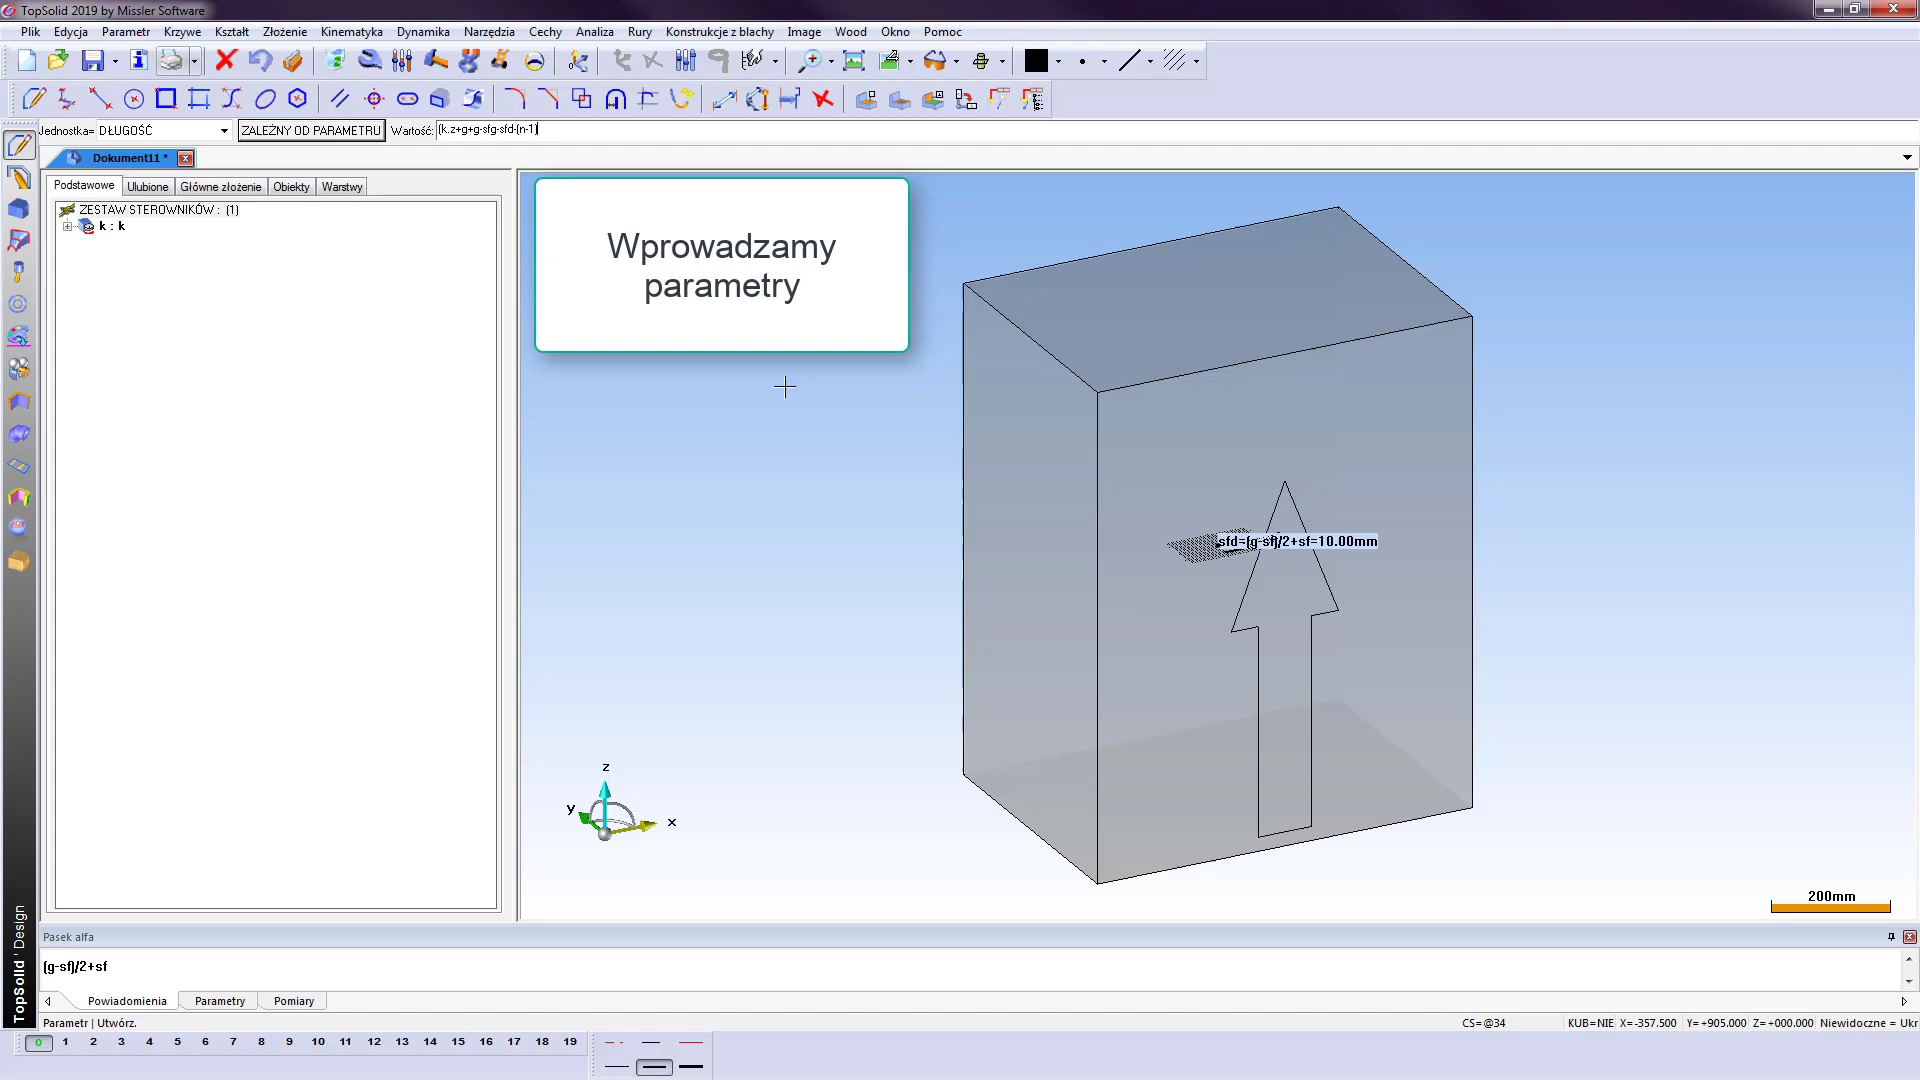 TopSolid 2019 by Missler Software
Plik Edycja Parametr Krzywe Kształt Złożenie Kinematyka Dynamika Narzędzia Cechy Analiza Rury Konstrukcje z blachy Image Wood Okno Pomoc
Jednostka= DŁUGOŚĆ ZALEŻNY OD PARAMETRU Wartość: (k.z+g+g-sfg-sfd-(n-1)
Dokument11 *
Podstawowe Ulubione Główne złożenie Obiekty Warstwy
ZESTAW STEROWNIKÓW : (1)
k : k
Wprowadzamy
parametry
sfd=(g-sf)/2+sf=10.00mm
z
y
x
200mm
Pasek alfa
(g-sf)/2+sf
Powiadomienia Parametry Pomiary
Parametr | Utwórz. CS=@34 KUB=NIE X=-357.500 Y=+905.000 Z=+000.000 Niewidoczne = Ukr
0 1 2 3 4 5 6 7 8 9 10 11 12 13 14 15 16 17 18 19
TopSolid'Design